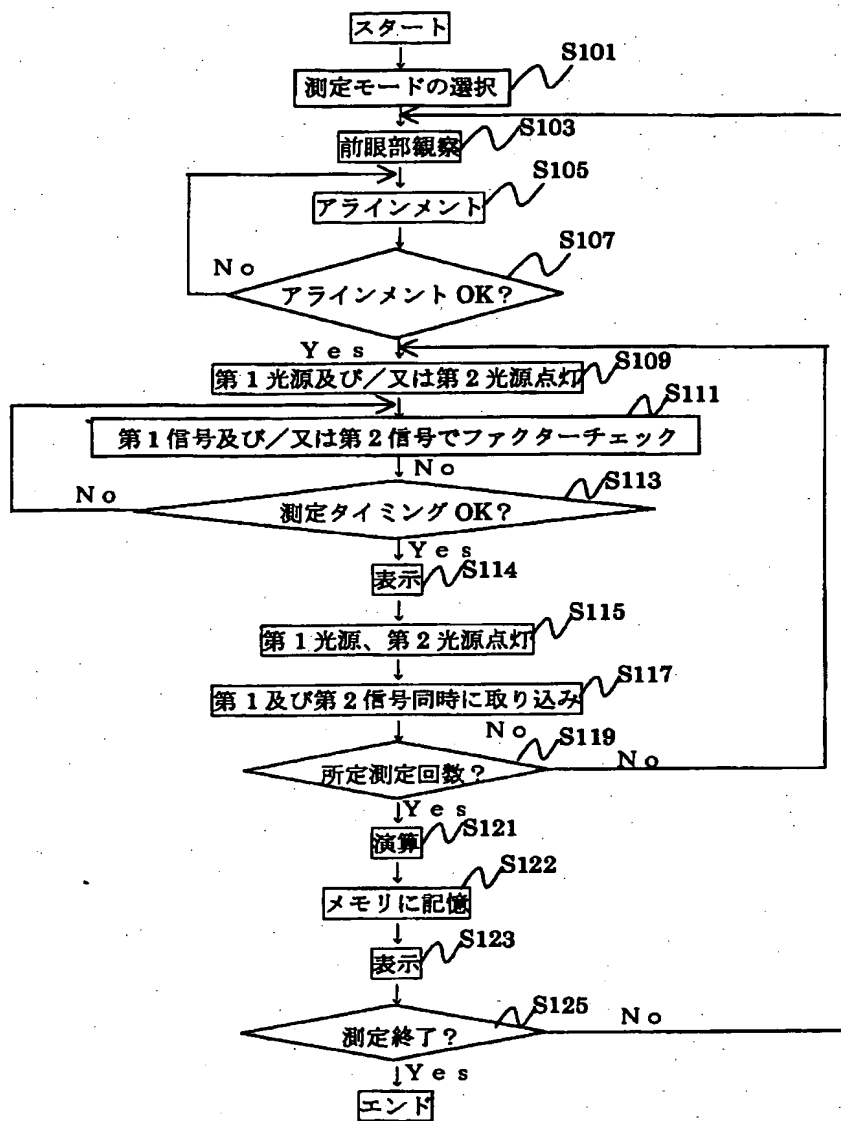 スタート
S101
測定モードの選択
S103
前眼部観察
S105
アラインメント
S107
No
アラインメントOK?
Yes
S109
第1光源及び/又は第2光源点灯
S111
第1信号及び/又は第2信号でファクターチェック
No
No
S113
測定タイミングOK?
Yes
表示
S114
S115
第1光源、第2光源点灯
S117
第1及び第2信号同時に取り込み
No
S119
所定測定回数?
No
Yes
演算
S121
S122
メモリに記憶
S123
表示
S125
測定終了?
No
Yes
エンド